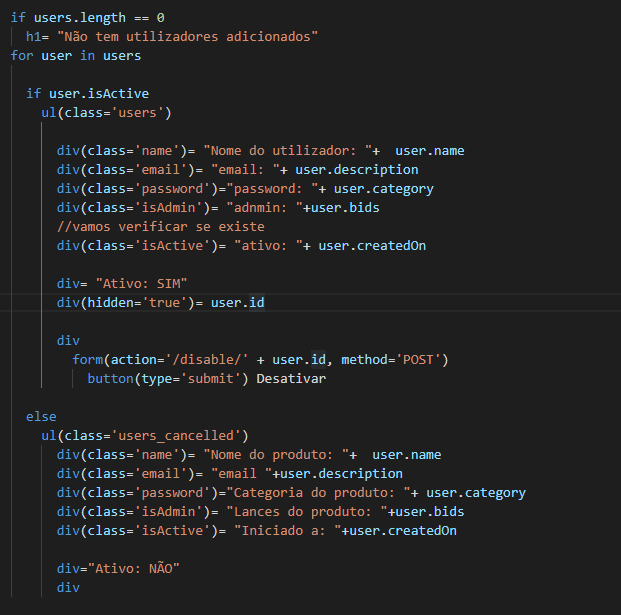 if users.length == 0
h1= "Não tem utilizadores adicionados"
for user in users
if user.isActive
ul(class='users')
div(class='name')= "Nome do utilizador: "+  user.name
div(class='email')= "email: "+ user.description
div(class='password')="password: "+ user.category
div(class='isAdmin')= "adnmin: "+user.bids
//vamos verificar se existe
div(class='isActive')= "ativo: "+ user.createdOn
div= "Ativo: SIM"
div(hidden='true')= user.id
div
form(action='/disable/' + user.id, method='POST')
button(type='submit') Desativar
else
ul(class='users_cancelled')
div(class='name')= "Nome do produto: "+  user.name
div(class='email')= "email "+user.description
div(class='password')="Categoria do produto: "+ user.category
div(class='isAdmin')= "Lances do produto: "+user.bids
div(class='isActive')= "Iniciado a: "+user.createdOn
div="Ativo: NÃO"
div